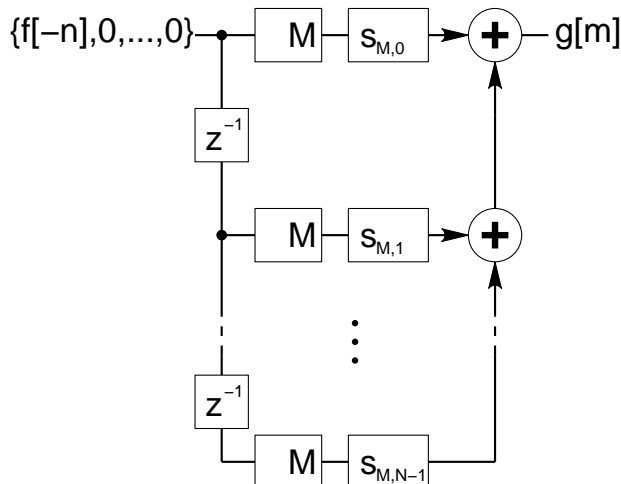 {f[−n],0,...,0} M s_{M,0} + g[m]
z^{−1}
M s_{M,1} +
z^{−1}
M s_{M,N−1}